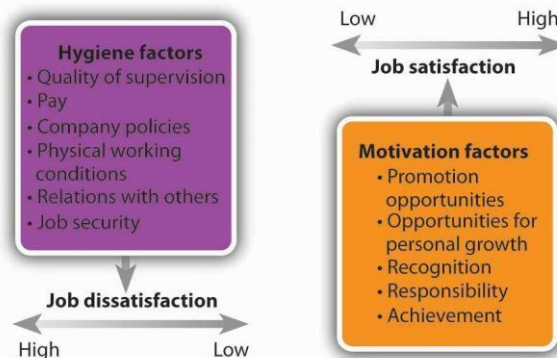 Hygiene factors
• Quality of supervision
• Pay
• Company policies
• Physical working
conditions
• Relations with others
• Job security
Job dissatisfaction
High Low
Low High
Job satisfaction
Motivation factors
• Promotion
opportunities
• Opportunities for
personal growth
• Recognition
• Responsibility
• Achievement